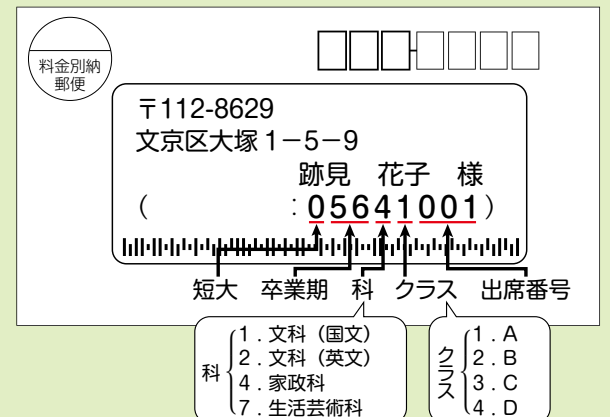 料金別納
郵便
〒112-8629
文京区大塚1−5−9
跡見 花子 様
( :05641001)
短大 卒業期 科 クラス 出席番号
科
1．文科（国文）
2．文科（英文）
4．家政科
7．生活芸術科
クラス
1．A
2．B
3．C
4．D